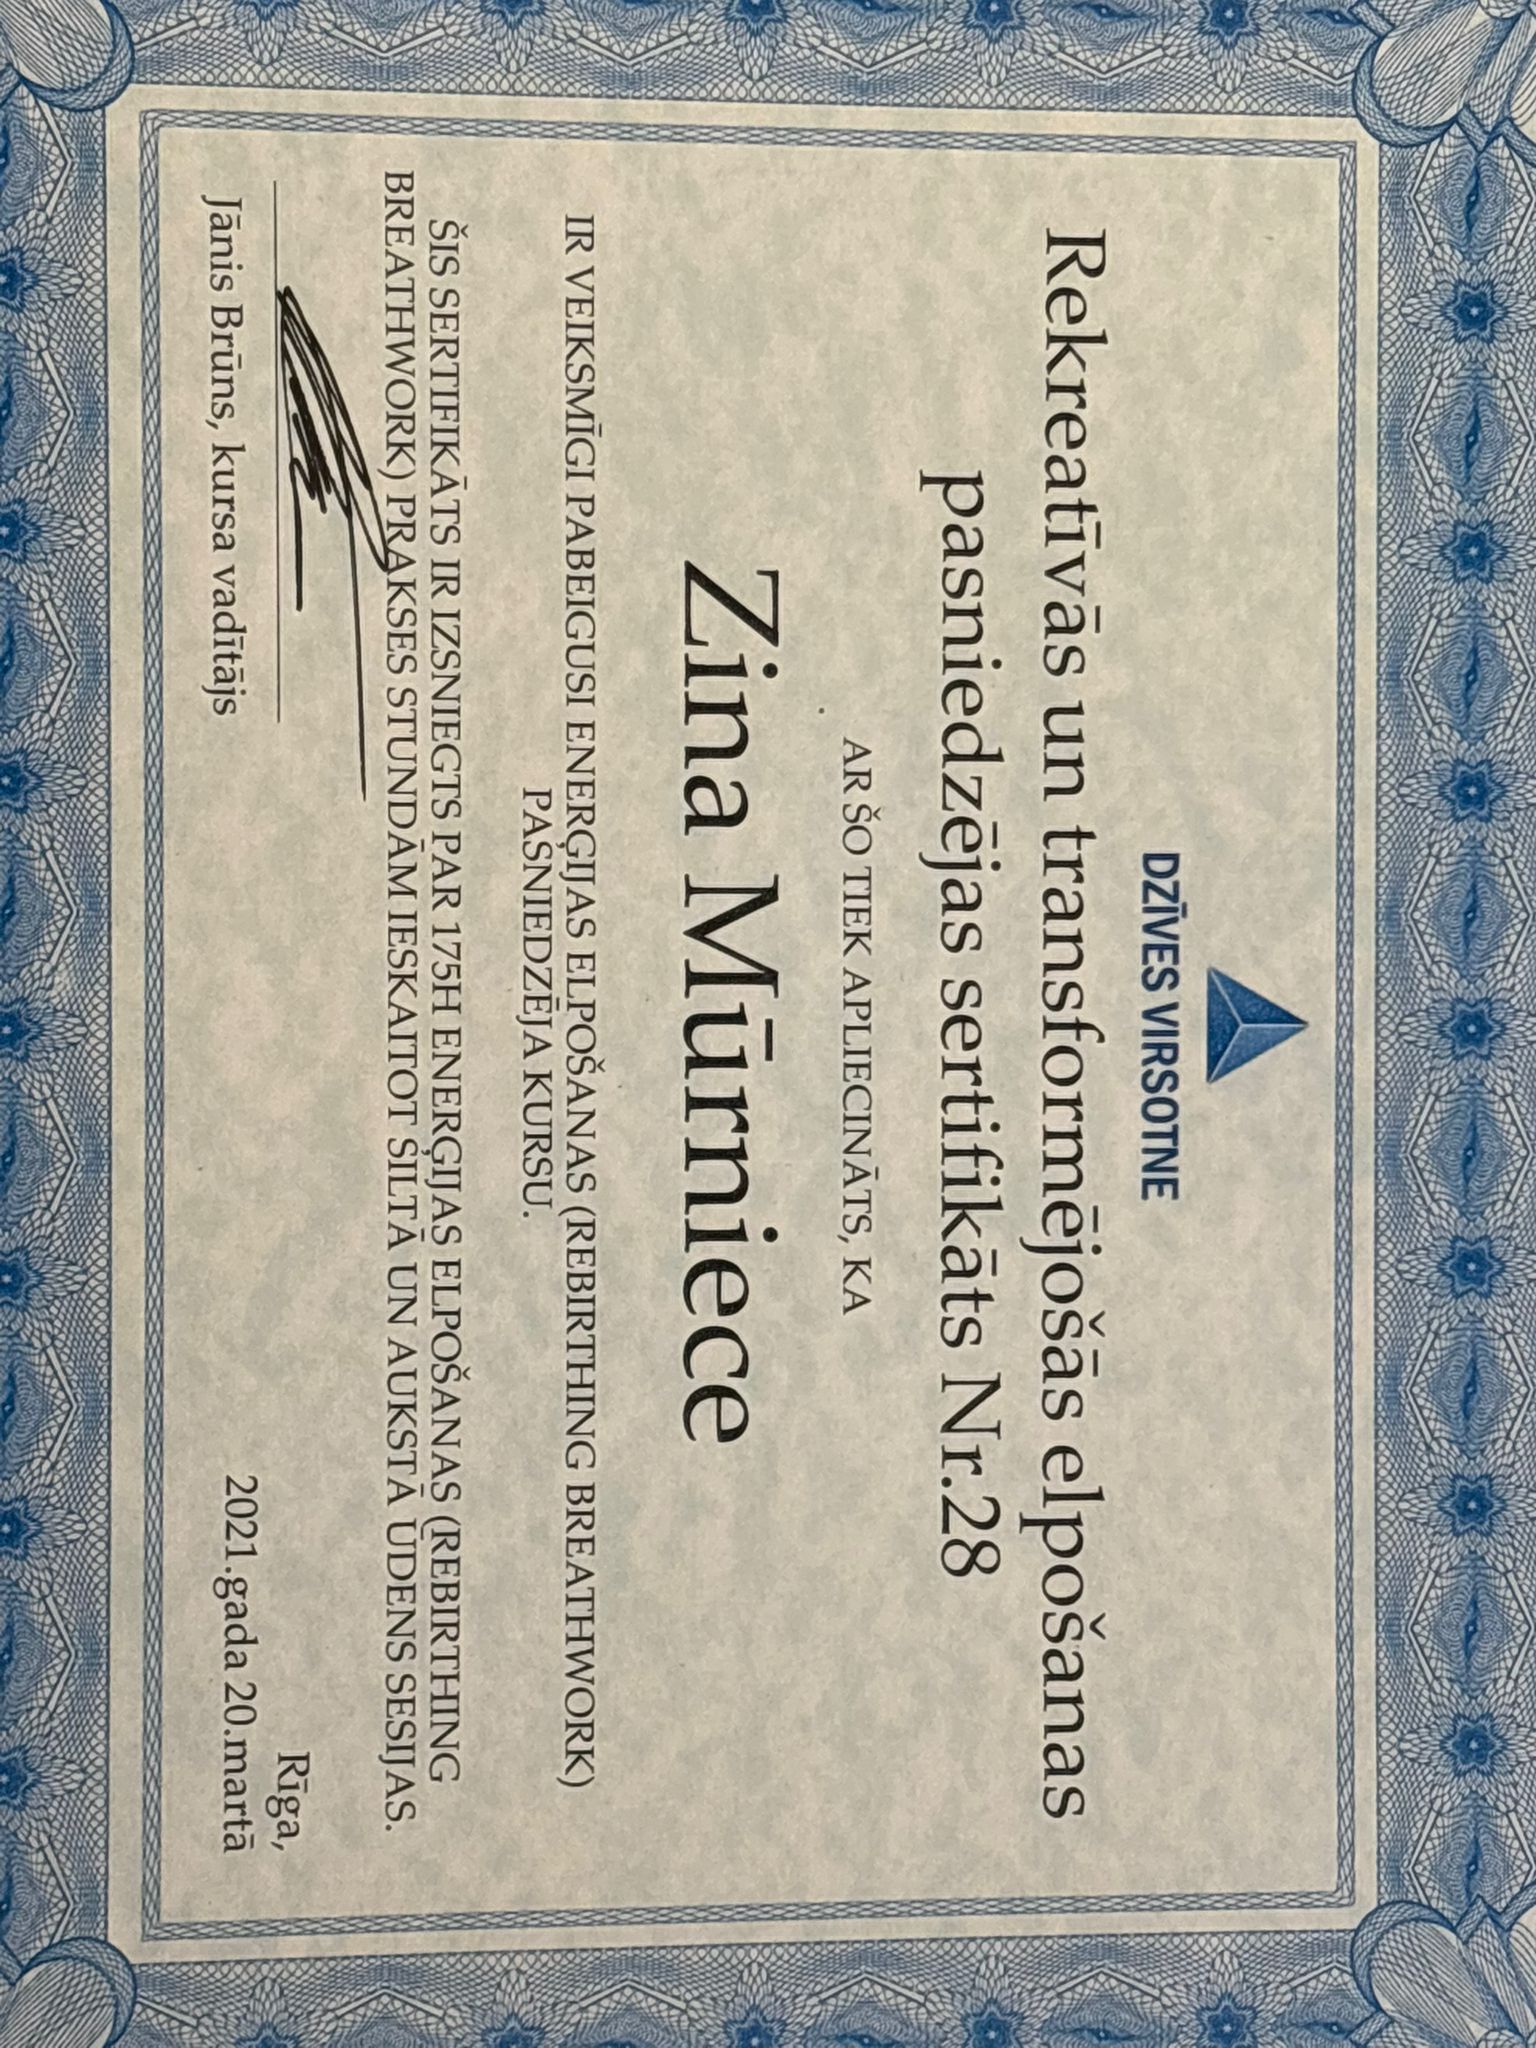 DZĪVES VIRSOTNE
Rekreatīvās un transformējošās elpošanas
pasniedzējas sertifikāts Nr.28
AR ŠO TIEK APLIECINĀTS, KA
Zina Mūrniece
IR VEIKSMĪGI PABEIGUSI ENERĢIJAS ELPOŠANAS (REBIRTHING BREATHWORK)
PASNIEDZĒJA KURSU.
ŠIS SERTIFIKĀTS IR IZSNIEGTS PAR 175H ENERĢIJAS ELPOŠANAS (REBIRTHING
BREATHWORK) PRAKSES STUNDĀM IESKAITOT SILTĀ UN AUKSTĀ ŪDENS SESIJAS.
Jānis Brūns, kursa vadītājs
Rīga,
2021.gada 20.martā